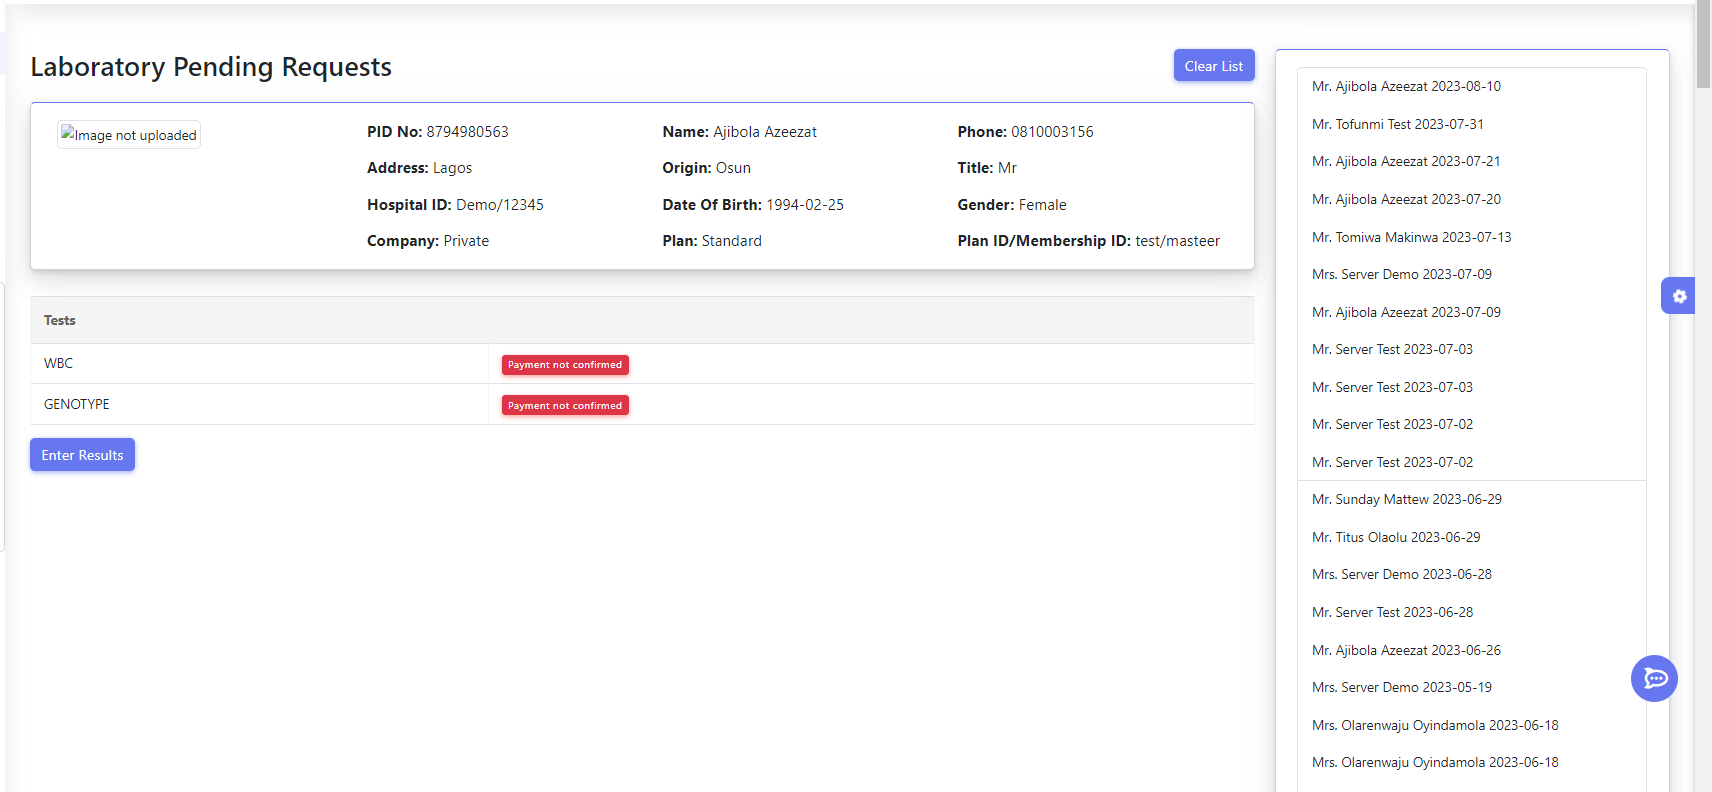 Laboratory Pending Requests
Clear List
Image not uploaded
PID No: 8794980563
Name: Ajibola Azeezat
Phone: 0810003156
Address: Lagos
Origin: Osun
Title: Mr
Hospital ID: Demo/12345
Date Of Birth: 1994-02-25
Gender: Female
Company: Private
Plan: Standard
Plan ID/Membership ID: test/masteer
Tests
WBC
Payment not confirmed
GENOTYPE
Payment not confirmed
Enter Results
Mr. Ajibola Azeezat 2023-08-10
Mr. Tofunmi Test 2023-07-31
Mr. Ajibola Azeezat 2023-07-21
Mr. Ajibola Azeezat 2023-07-20
Mr. Tomiwa Makinwa 2023-07-13
Mrs. Server Demo 2023-07-09
Mr. Ajibola Azeezat 2023-07-09
Mr. Server Test 2023-07-03
Mr. Server Test 2023-07-03
Mr. Server Test 2023-07-02
Mr. Server Test 2023-07-02
Mr. Sunday Mattew 2023-06-29
Mr. Titus Olaolu 2023-06-29
Mrs. Server Demo 2023-06-28
Mr. Server Test 2023-06-28
Mr. Ajibola Azeezat 2023-06-26
Mrs. Server Demo 2023-05-19
Mrs. Olarenwaju Oyindamola 2023-06-18
Mrs. Olarenwaju Oyindamola 2023-06-18